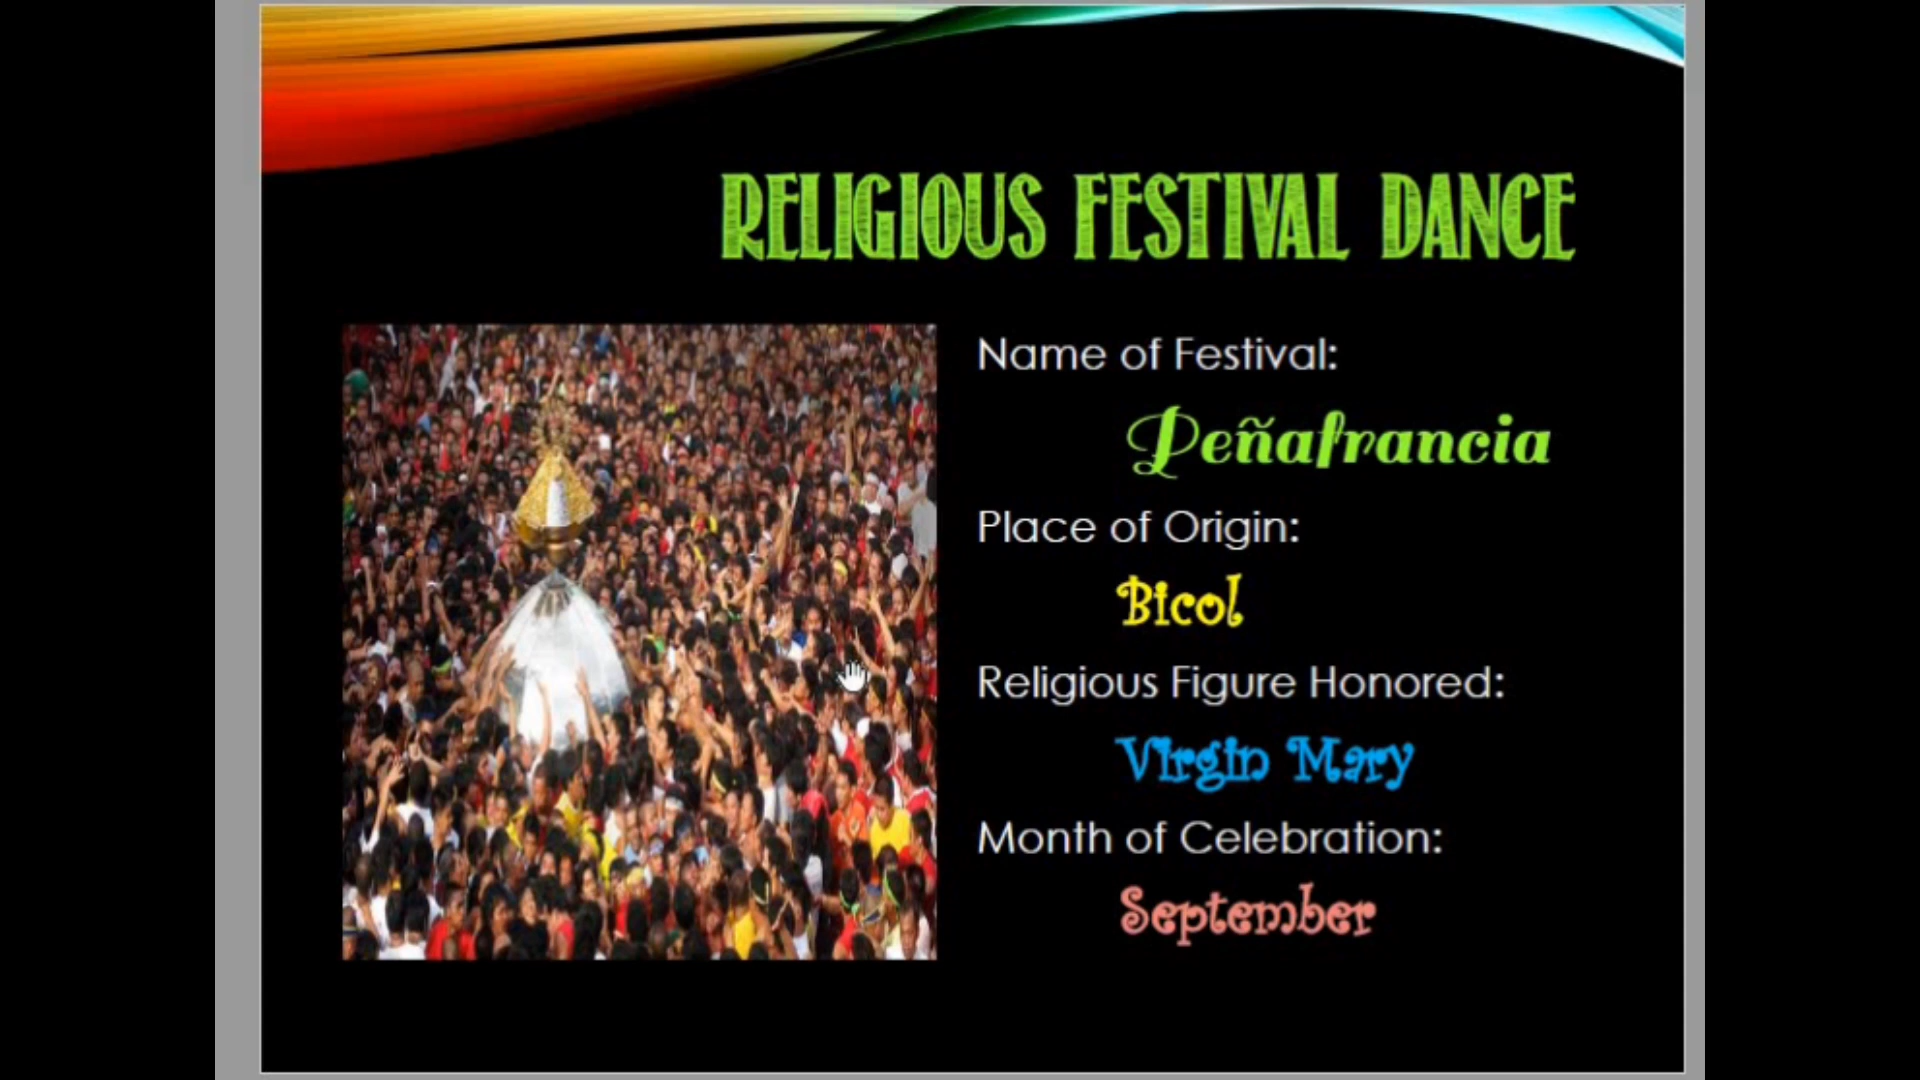 RELIGIOUS FESTIVAL DANCE
Name of Festival:
Peñafrancia
Place of Origin:
Bicol
Religious Figure Honored:
Virgin Mary
Month of Celebration:
September